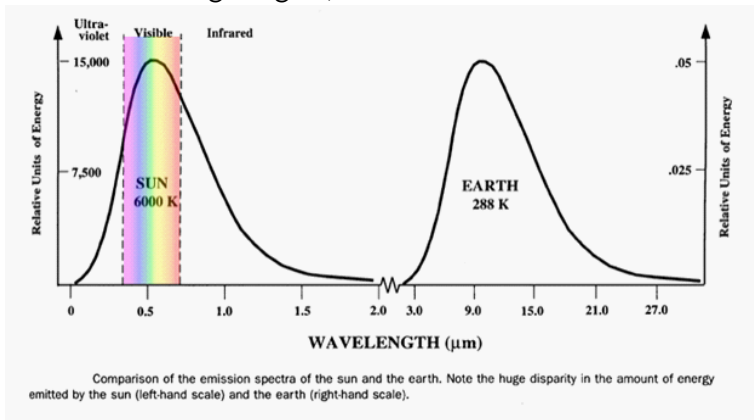 Ultra-
violet
Visible
Infrared
15,000
7,500
Relative Units of Energy
SUN
6000 K
EARTH
288 K
.05
.025
Relative Units of Energy
0 0.5 1.0 1.5 2.0 3.0 9.0 15.0 21.0 27.0
WAVELENGTH (μm)
Comparison of the emission spectra of the sun and the earth. Note the huge disparity in the amount of energy
emitted by the sun (left-hand scale) and the earth (right-hand scale).